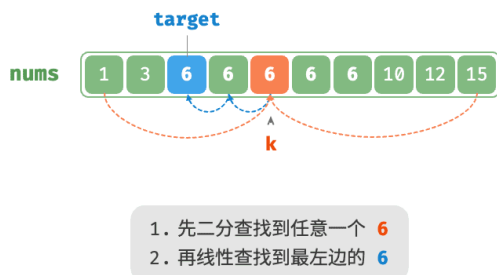 target
nums 1 3 6 6 6 6 6 10 12 15
k
1. 先二分查找到任意一个 6
2. 再线性查找到最左边的 6